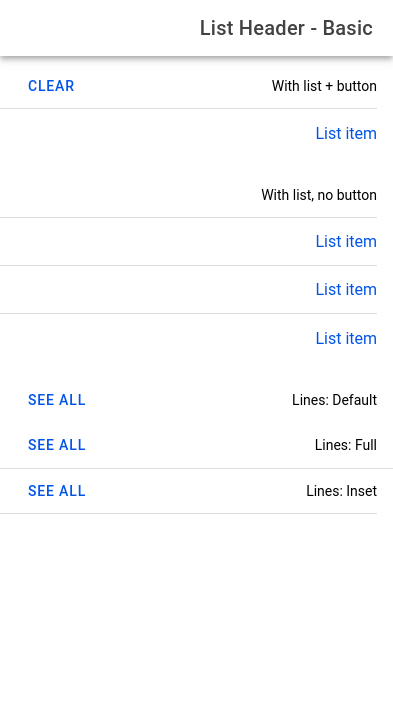 List Header - Basic
With list + button
CLEAR
List item
With list, no button
List item
List item
List item
Lines: Default
SEE ALL
Lines: Full
SEE ALL
Lines: Inset
SEE ALL